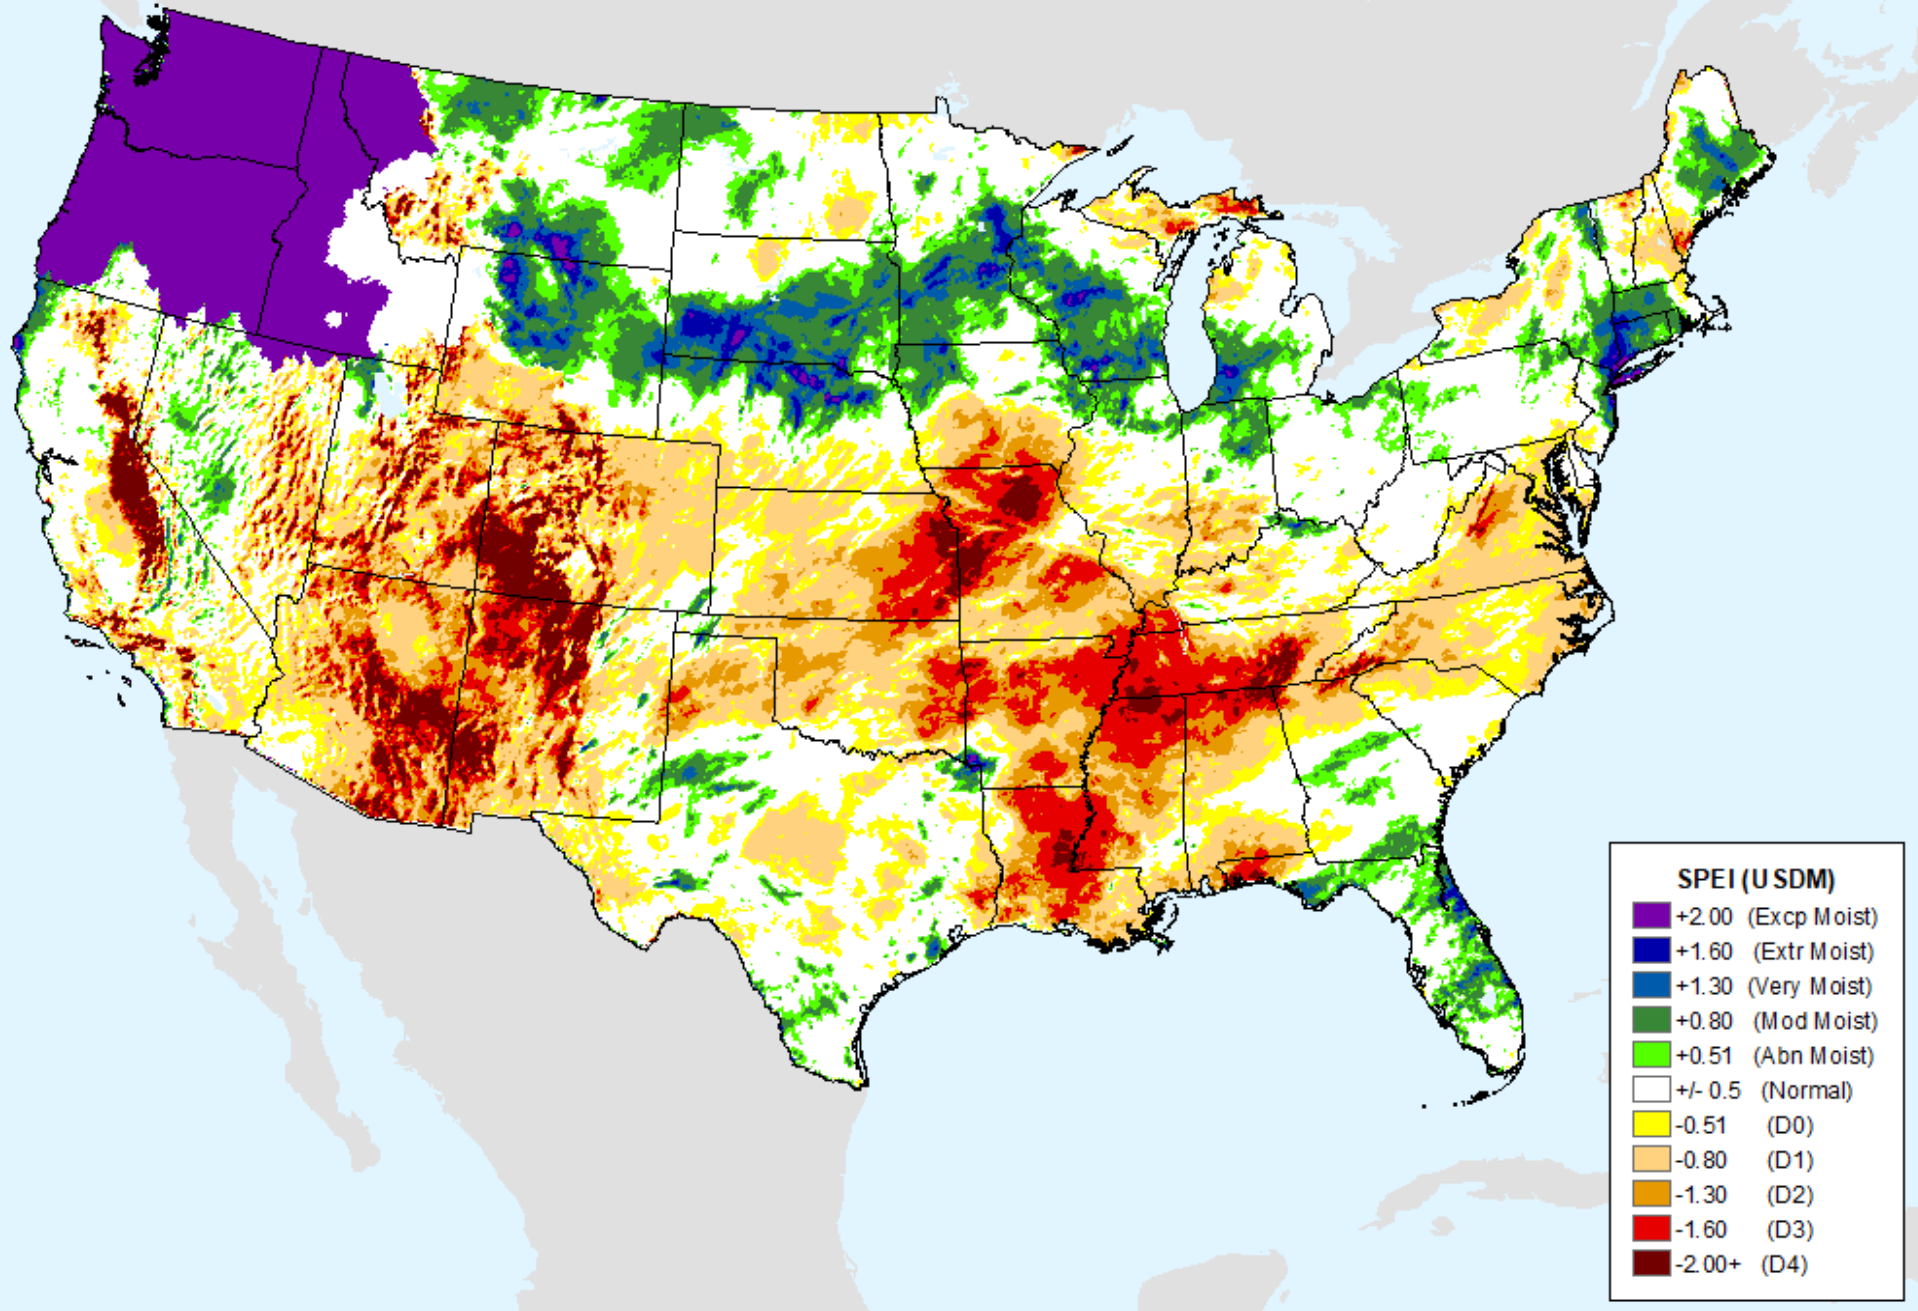 SPEI (USDM)
+2.00 (Excp Moist)
+1.60 (Extr Moist)
+1.30 (Very Moist)
+0.80 (Mod Moist)
+0.51 (Abn Moist)
+/- 0.5 (Normal)
-0.51 (D0)
-0.80 (D1)
-1.30 (D2)
-1.60 (D3)
-2.00+ (D4)